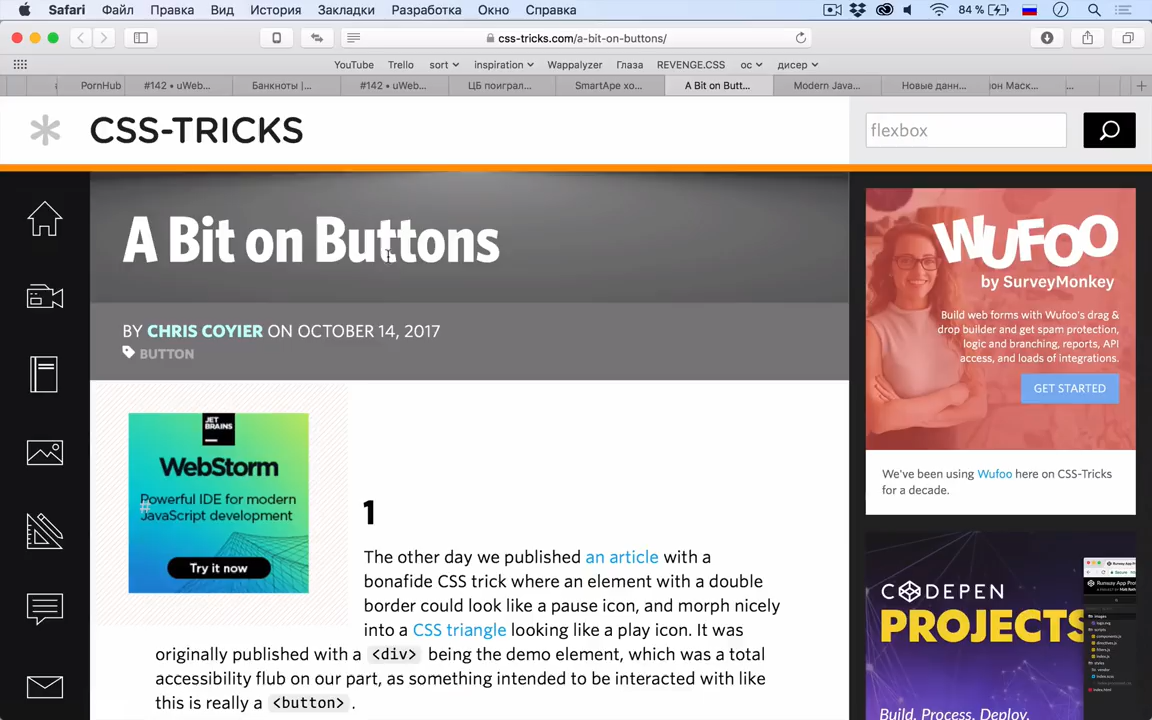 Safari Файл Правка Вид История Закладки Разработка Окно Справка 84 %
css-tricks.com/a-bit-on-buttons/
YouTube Trello sort inspiration Wappalyzer Глаза REVENGE.CSS ос дисер
PornHub #142 • uWeb... Банкноты |... #142 • uWeb... ЦБ поиграл... SmartApe хо... A Bit on Butt... Modern Java... Новые данн... он Маск... ...
CSS-TRICKS
flexbox
A Bit on Buttons
BY CHRIS COYIER ON OCTOBER 14, 2017
BUTTON
JET
BRAINS
WebStorm
Powerful IDE for modern
JavaScript development
Try it now
#
1
The other day we published an article with a
bonafide CSS trick where an element with a double
border could look like a pause icon, and morph nicely
into a CSS triangle looking like a play icon. It was
originally published with a <div> being the demo element, which was a total
accessibility flub on our part, as something intended to be interacted with like
this is really a <button> .
WUFOO
by SurveyMonkey
Build web forms with Wufoo's drag &
drop builder and get spam protection,
logic and branching, reports, API
access, and loads of integrations.
GET STARTED
We've been using Wufoo here on CSS-Tricks
for a decade.
CODEPEN
PROJECTS
Build. Process. Deploy.